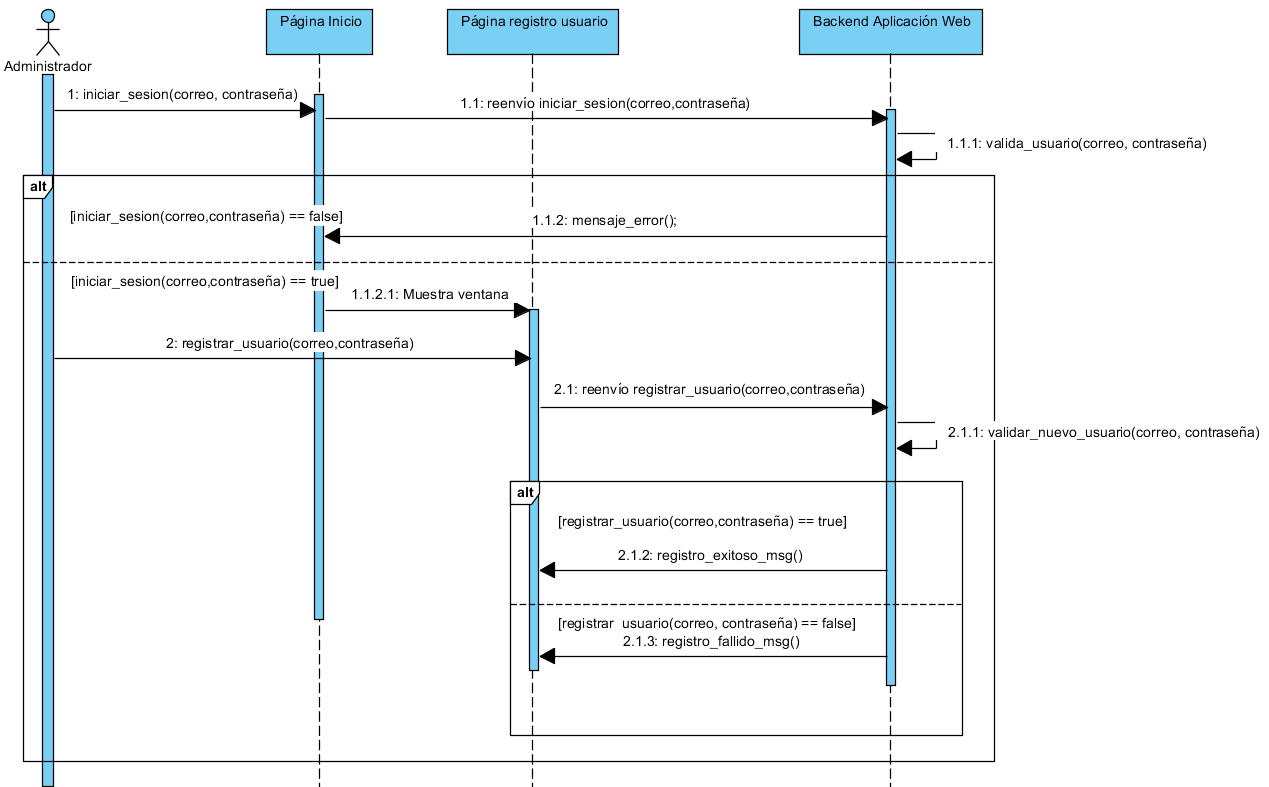 Página Inicio
Página registro usuario
Backend Aplicación Web
Administrador
1: iniciar_sesion(correo, contraseña)
1.1: reenvío iniciar_sesion(correo,contraseña)
1.1.1: valida_usuario(correo, contraseña)
alt
[iniciar_sesion(correo,contraseña) == false]
1.1.2: mensaje_error();
[iniciar_sesion(correo,contraseña) == true]
1.1.2.1: Muestra ventana
2: registrar_usuario(correo,contraseña)
2.1: reenvío registrar_usuario(correo,contraseña)
2.1.1: validar_nuevo_usuario(correo, contraseña)
alt
[registrar_usuario(correo,contraseña) == true]
2.1.2: registro_exitoso_msg()
[registrar_usuario(correo, contraseña) == false]
2.1.3: registro_fallido_msg()